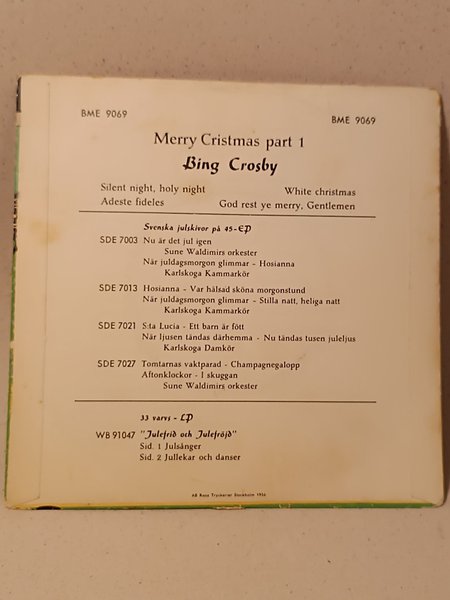 BME 9069
BME 9069
Merry Cristmas part 1
Bing Crosby
Silent night, holy night White christmas
Adeste fideles God rest ye merry, Gentlemen
Svenska julskivor på 45-EP
SDE 7003 Nu är det jul igen
Sune Waldimirs orkester
När juldagsmorgon glimmar - Hosianna
Karlskoga Kammarkör
SDE 7013 Hosianna - Var hälsad sköna morgonstund
När juldagsmorgon glimmar - Stilla natt, heliga natt
Karlskoga Kammarkör
SDE 7021 S:ta Lucia - Ett barn är fött
När ljusen tändas därhemma - Nu tändas tusen juleljus
Karlskoga Damkör
SDE 7027 Tomtarnas vaktparad - Champagnegalopp
Aftonklockor - I skuggan
Sune Waldimirs orkester
33 varvs - LP
WB 91047 "Julefrid och Julefröjd"
Sid. 1 Julsånger
Sid. 2 Jullekar och danser
AB Roos Tryckerier Stockholm 1956